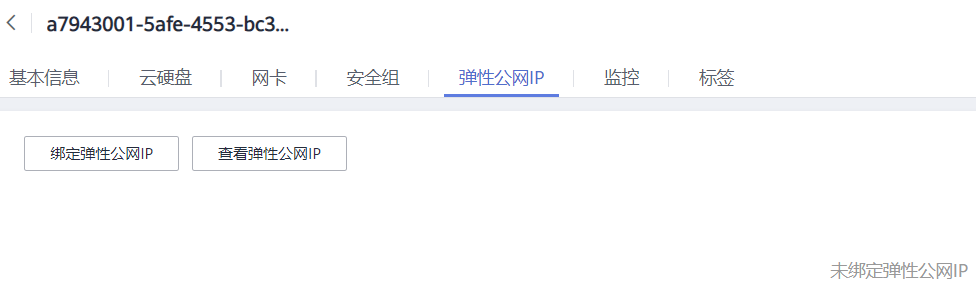 a7943001-5afe-4553-bc3...
基本信息 云硬盘 网卡 安全组 弹性公网IP 监控 标签
绑定弹性公网IP 查看弹性公网IP
未绑定弹性公网IP